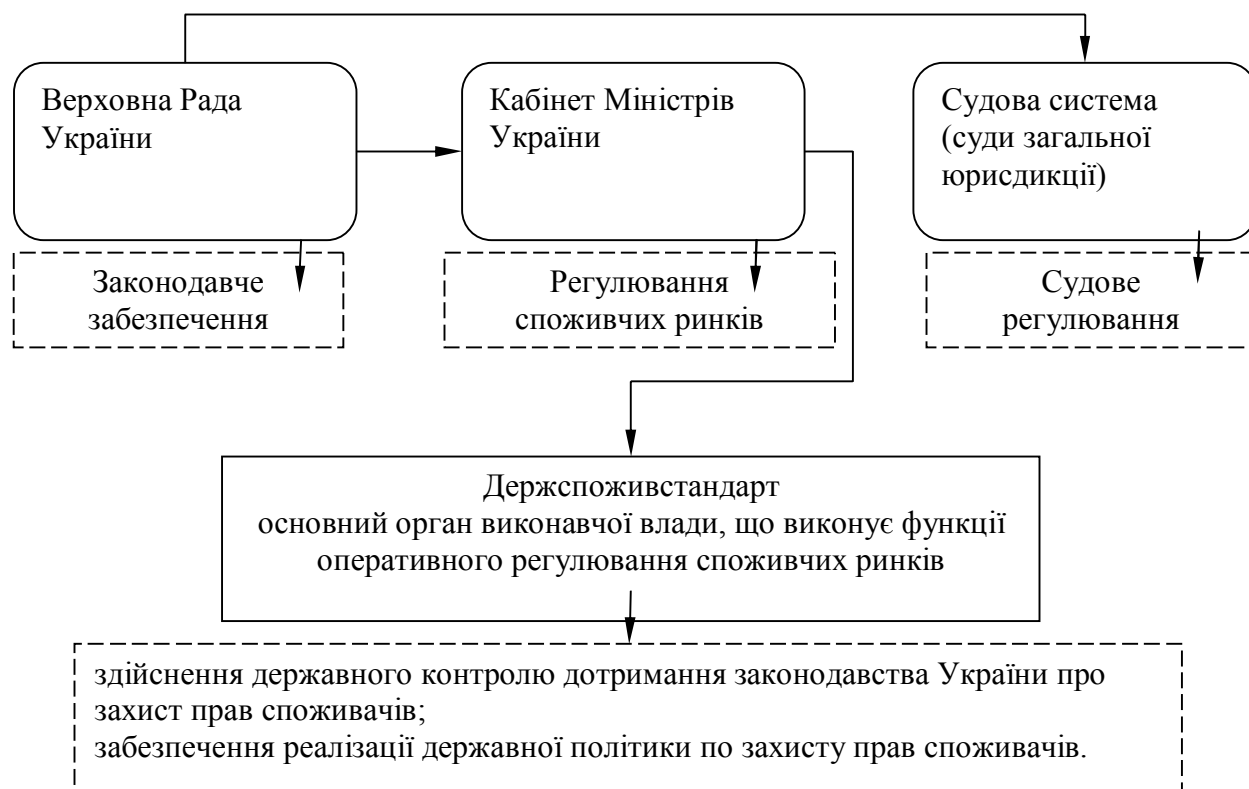 Верховна Рада
України
Кабінет Міністрів
України
Судова система
(суди загальної
юрисдикції)
Законодавче
забезпечення
Регулювання
споживчих ринків
Судове
регулювання
Держспоживстандарт
основний орган виконавчої влади, що виконує функції
оперативного регулювання споживчих ринків
здійснення державного контролю дотримання законодавства України про
захист прав споживачів;
забезпечення реалізації державної політики по захисту прав споживачів.